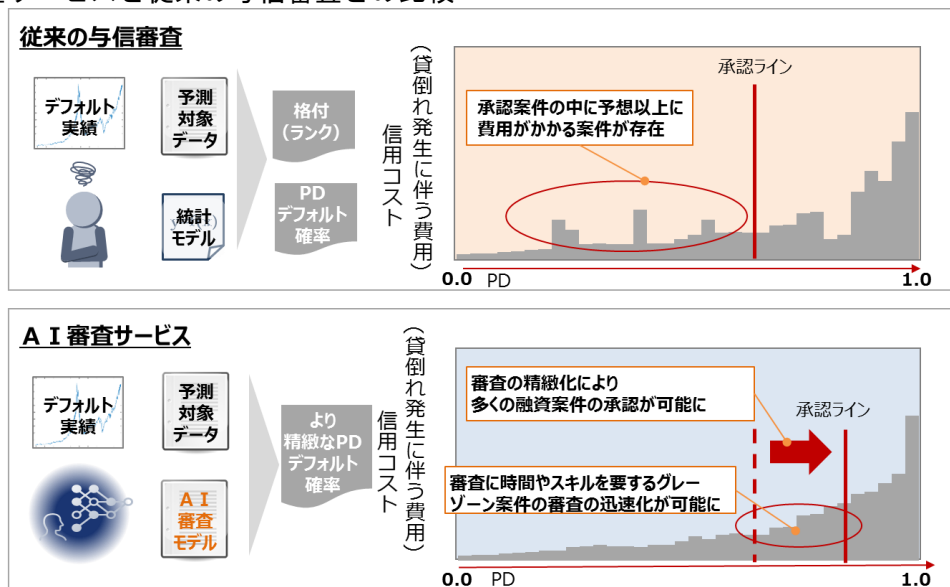 従来の与信審査
デフォルト
実績
予測
対象
データ
統計
モデル
格付
(ランク)
PD
デフォルト
確率
信用コスト
(貸倒れ発生に伴う費用)
承認ライン
承認案件の中に予想以上に
費用がかかる案件が存在
0.0 PD 1.0
AI審査サービス
デフォルト
実績
予測
対象
データ
AI
審査
モデル
より
精緻なPD
デフォルト
確率
信用コスト
(貸倒れ発生に伴う費用)
審査の精緻化により
多くの融資案件の承認が可能に
承認ライン
審査に時間やスキルを要するグレー
ゾーン案件の審査の迅速化が可能に
0.0 PD 1.0